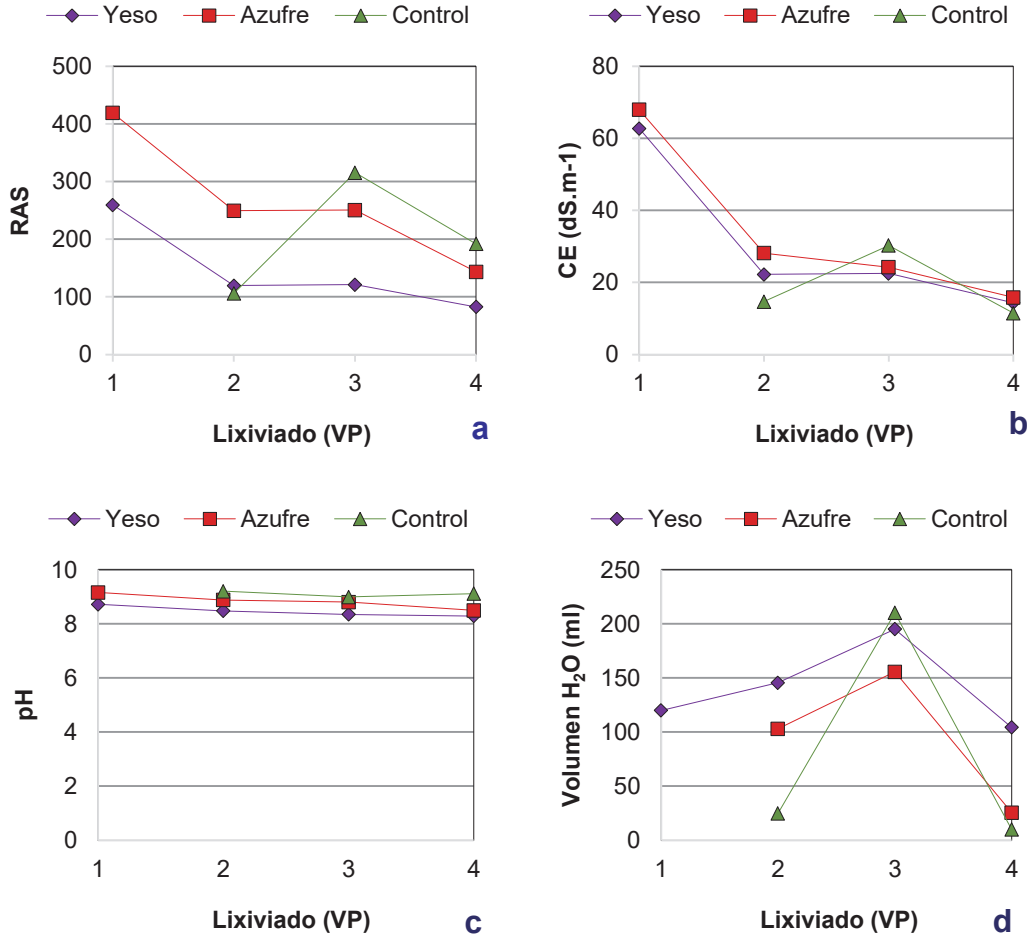 Yeso Azufre Control
RAS
500
400
300
200
100
0
1 2 3 4
Lixiviado (VP)
a
Yeso Azufre Control
CE (dS.m-1)
80
60
40
20
0
1 2 3 4
Lixiviado (VP)
b
Yeso Azufre Control
pH
10
8
6
4
2
0
1 2 3 4
Lixiviado (VP)
c
Yeso Azufre Control
Volumen H₂O (ml)
250
200
150
100
50
0
1 2 3 4
Lixiviado (VP)
d